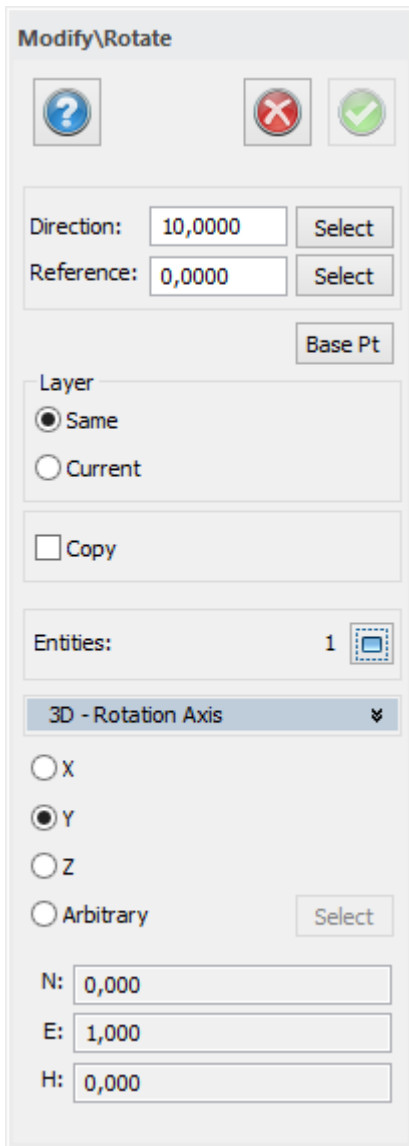 Modify\Rotate
?
Direction: 10,0000 Select
Reference: 0,0000 Select
Base Pt
Layer
Same
Current
Copy
Entities: 1
3D - Rotation Axis
X
Y
Z
Arbitrary Select
N: 0,000
E: 1,000
H: 0,000